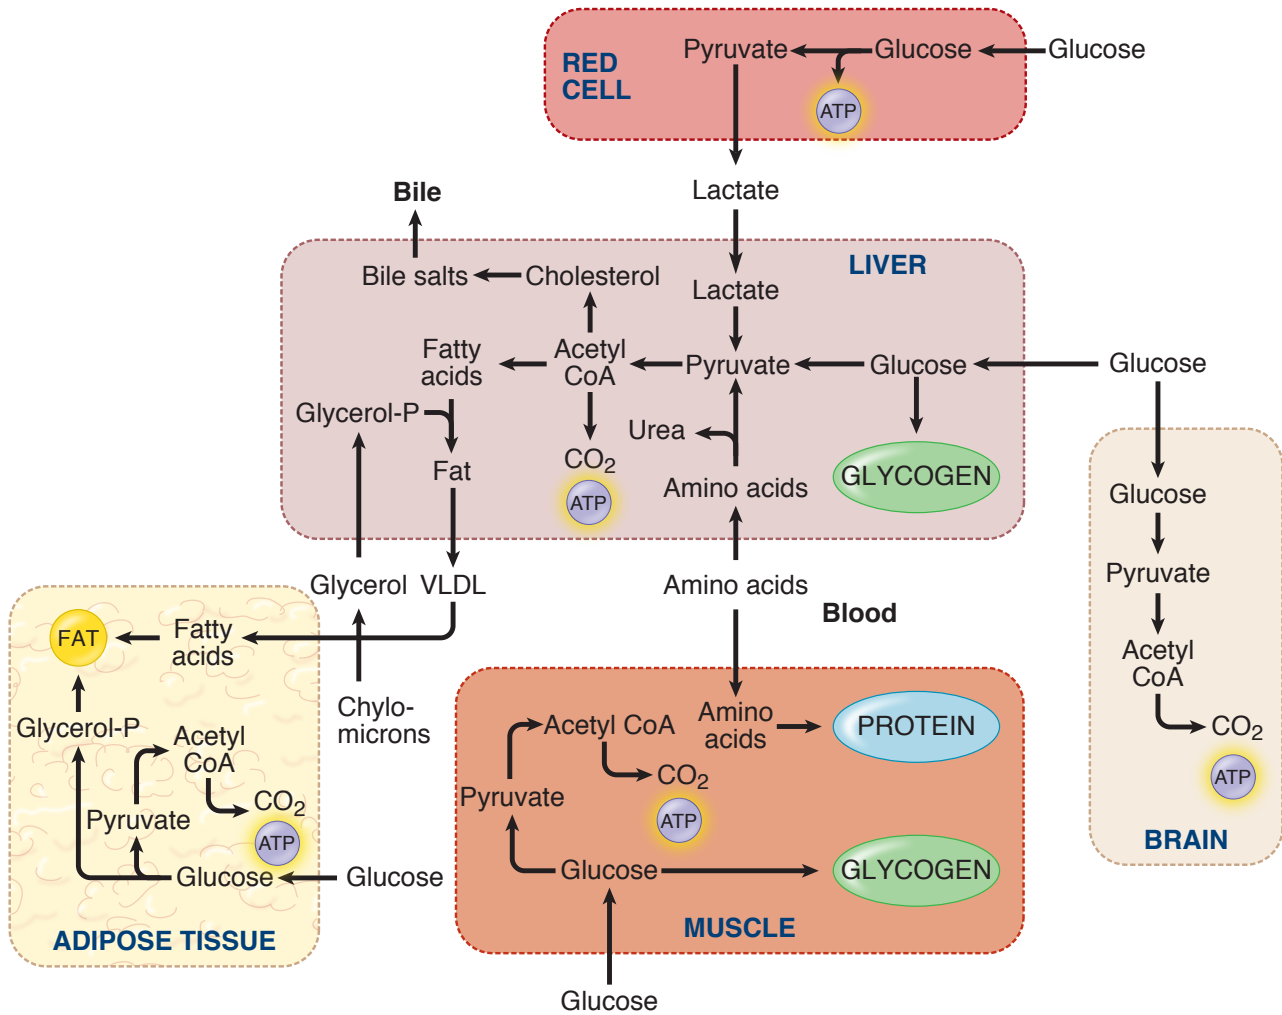 RED
CELL
Pyruvate
Glucose
Glucose
ATP
Lactate
Bile
LIVER
Bile salts
Cholesterol
Lactate
Fatty
acids
Acetyl
CoA
Pyruvate
Glucose
Glucose
Glycerol-P
Urea
Fat
CO2
ATP
Amino acids
GLYCOGEN
Glycerol
VLDL
Amino acids
Blood
FAT
Fatty
acids
Chylo-
microns
Glycerol-P
Acetyl
CoA
Pyruvate
CO2
ATP
Glucose
Glucose
ADIPOSE TISSUE
Acetyl CoA
Amino
acids
PROTEIN
CO2
Pyruvate
ATP
Glucose
GLYCOGEN
MUSCLE
Glucose
Glucose
Pyruvate
Acetyl
CoA
CO2
ATP
BRAIN